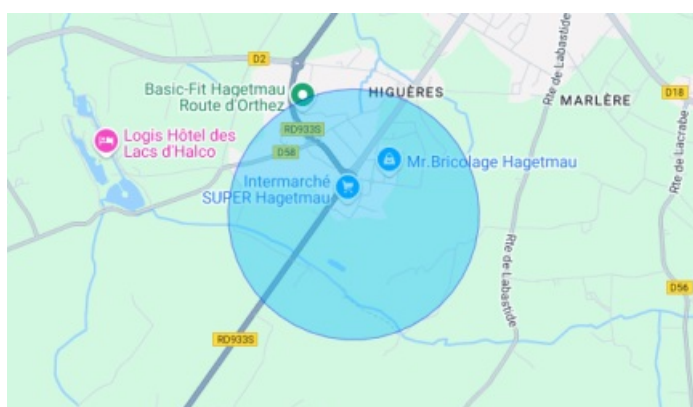 D2
Basic-Fit Hagetmau
Route d'Orthez
HIGUÈRES
Rte de Labastide
MARLÈRE
D18
RD933S
Logis Hôtel des
Lacs d'Halco
D58
Mr.Bricolage Hagetmau
Intermarché
SUPER Hagetmau
Rte de Lacrabe
Rte de Labastide
D56
RD933S